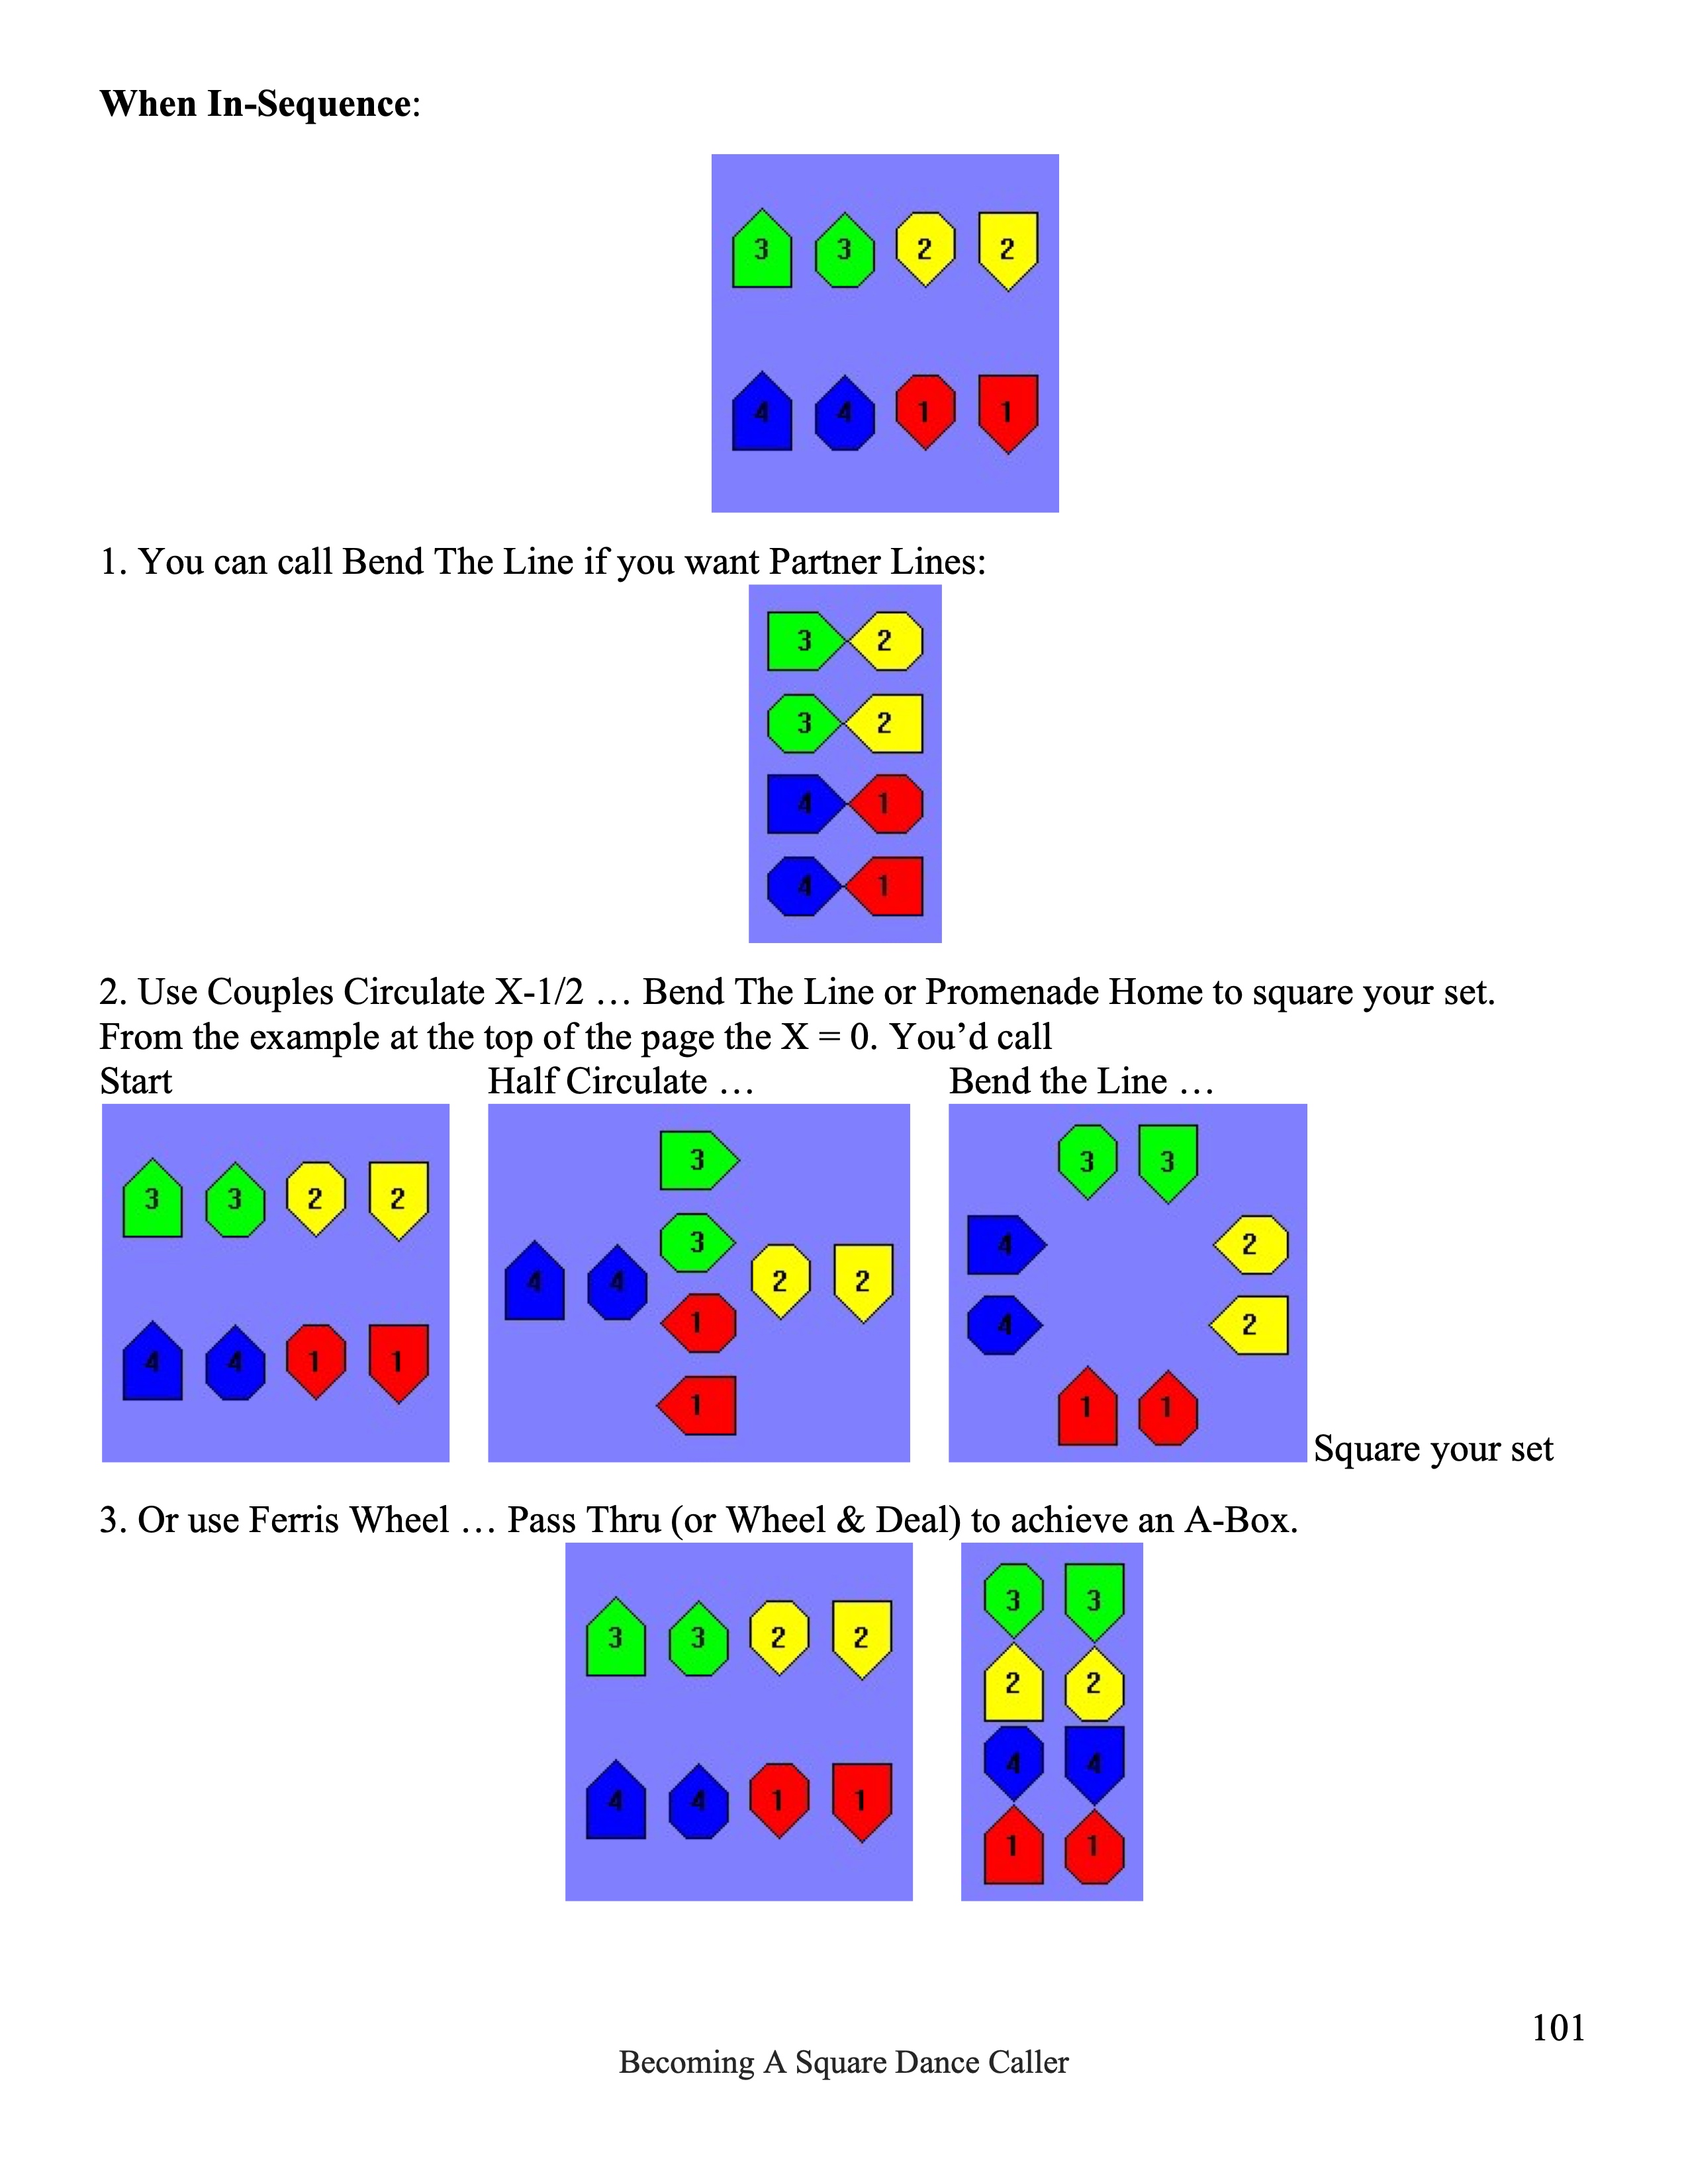 When In-Sequence:
3 3 2 2
4 4 1 1
1. You can call Bend The Line if you want Partner Lines:
3 2
3 2
4 1
4 1
2. Use Couples Circulate X-1/2 … Bend The Line or Promenade Home to square your set.
From the example at the top of the page the X = 0. You’d call
Start Half Circulate … Bend the Line …
3 3 2 2
4 4 1 1
3
3
4 4 2 2
1
1
3 3
4 2
4 2
1 1
Square your set
3. Or use Ferris Wheel … Pass Thru (or Wheel & Deal) to achieve an A-Box.
3 3 2 2
4 4 1 1
3 3
2 2
4 4
1 1
101
Becoming A Square Dance Caller